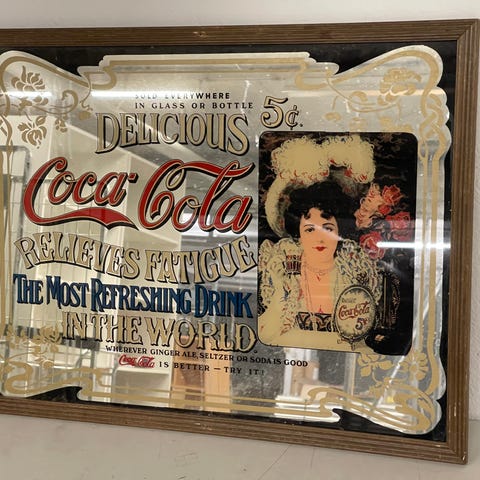 SOLD EVERYWHERE
IN GLASS OR BOTTLE
5¢.
DELICIOUS
Coca-Cola
RELIEVES FATIGUE
THE MOST REFRESHING DRINK
IN THE WORLD.
WHEREVER GINGER ALE, SELTZER OR SODA IS GOOD
Coca-Cola IS BETTER – TRY IT!
Coca-Cola
5¢